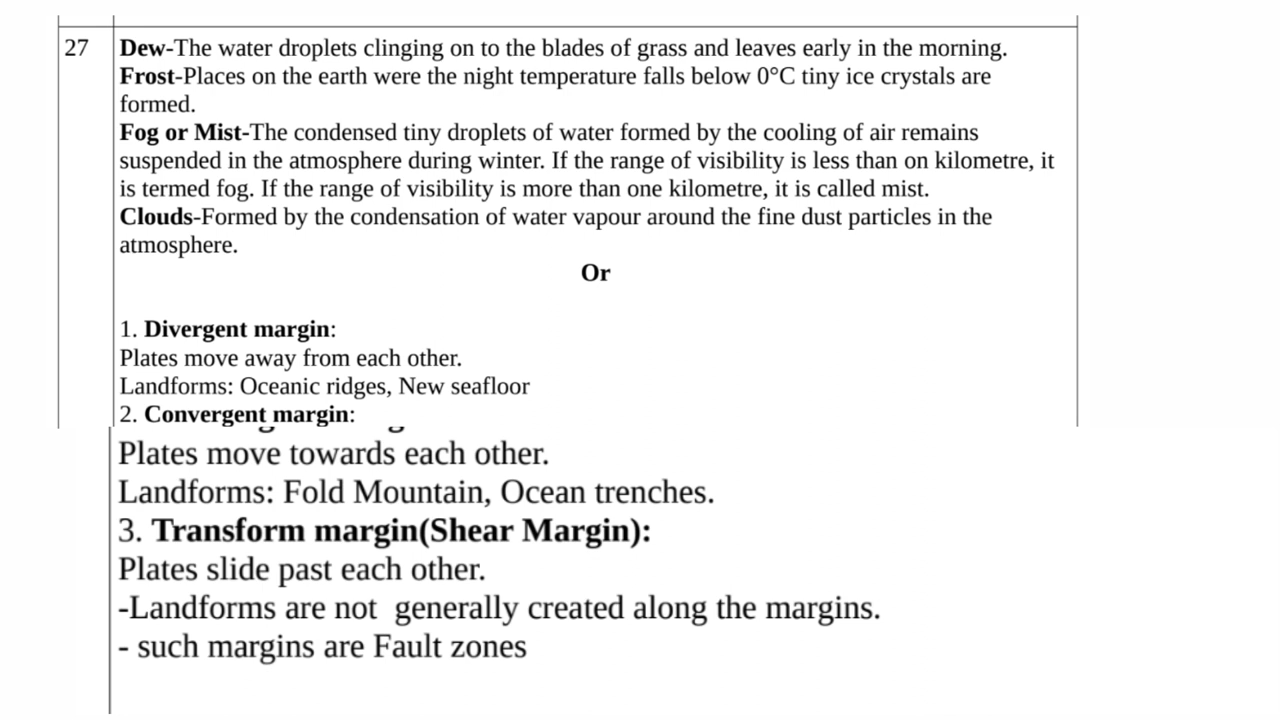 27
Dew-The water droplets clinging on to the blades of grass and leaves early in the morning.
Frost-Places on the earth were the night temperature falls below 0°C tiny ice crystals are
formed.
Fog or Mist-The condensed tiny droplets of water formed by the cooling of air remains
suspended in the atmosphere during winter. If the range of visibility is less than on kilometre, it
is termed fog. If the range of visibility is more than one kilometre, it is called mist.
Clouds-Formed by the condensation of water vapour around the fine dust particles in the
atmosphere.
Or
1. Divergent margin:
Plates move away from each other.
Landforms: Oceanic ridges, New seafloor
2. Convergent margin:
Plates move towards each other.
Landforms: Fold Mountain, Ocean trenches.
3. Transform margin(Shear Margin):
Plates slide past each other.
-Landforms are not  generally created along the margins.
- such margins are Fault zones